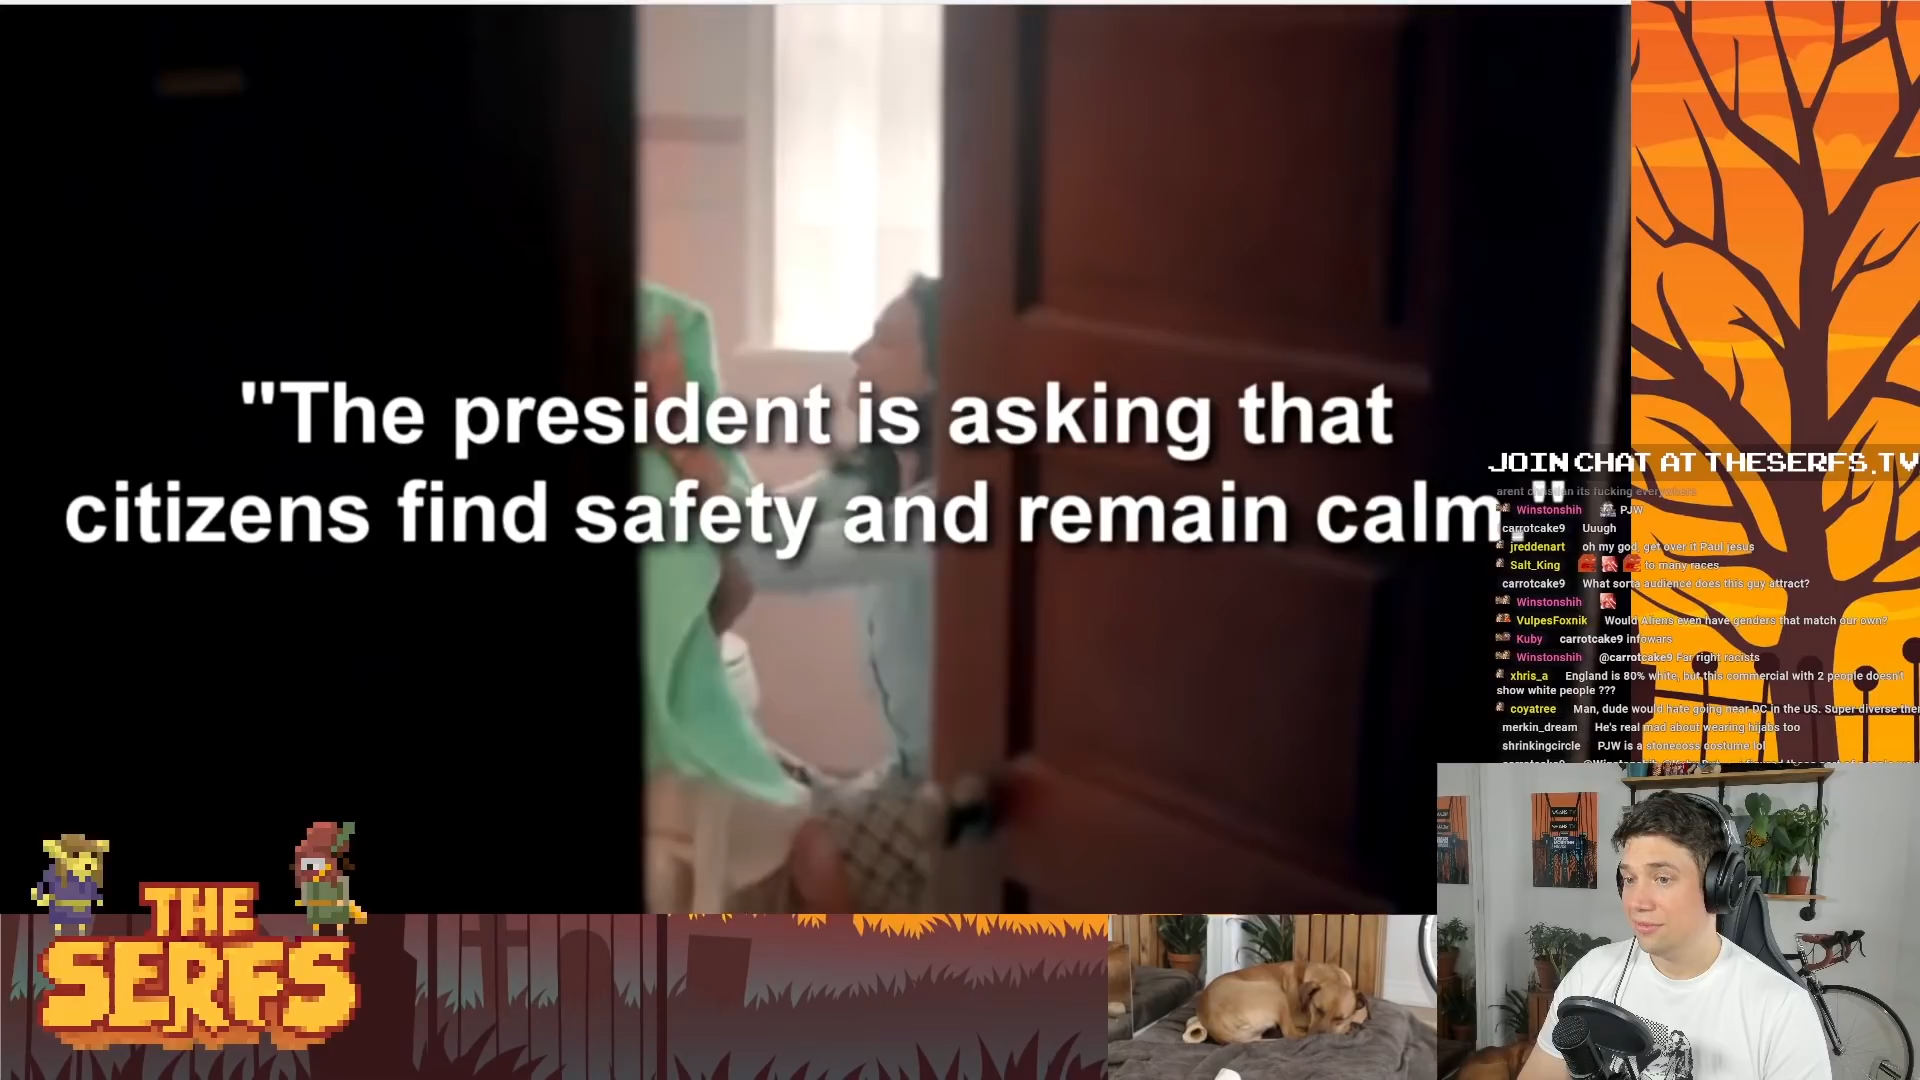 "The president is asking that
citizens find safety and remain calm."
JOIN CHAT AT THESERFS.TV
arent christian its fucking everywhere
Winstonshih PJW
carrotcake9 Uuugh
jreddenart oh my god, get over it Paul jesus
Salt_King to many races
carrotcake9 What sorta audience does this guy attract?
Winstonshih
VulpesFoxnik Would Aliens even have genders that match our own?
Kuby carrotcake9 infowars
Winstonshih @carrotcake9 Far right racists
xhris_a England is 80% white, but this commercial with 2 people doesn't
show white people ???
coyatree Man, dude would hate going near DC in the US. Super diverse
merkin_dream He's real mad about wearing hijabs too
shrinkingcircle PJW is a stonecoss costume lol
THE
SERFS